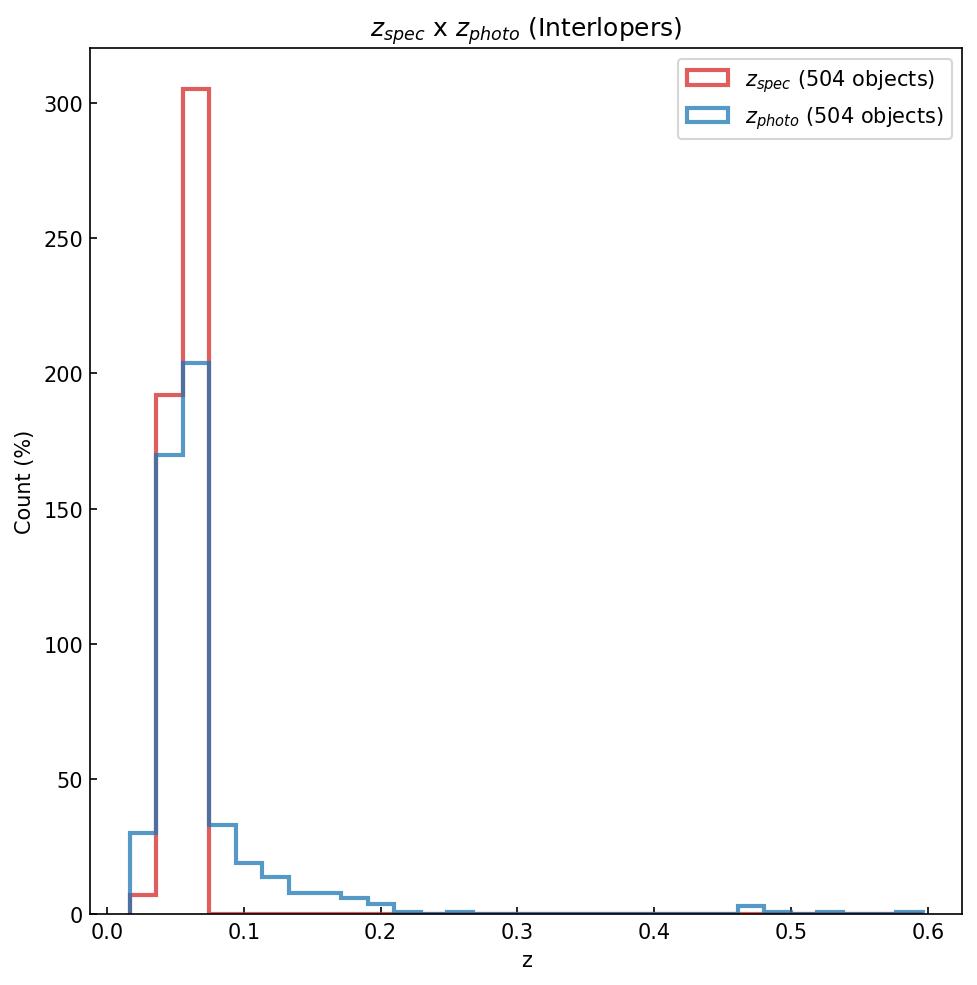 z_spec x z_photo (Interlopers)
z_spec (504 objects)
z_photo (504 objects)
Count (%)
300
250
200
150
100
50
0
0.0 0.1 0.2 0.3 0.4 0.5 0.6
z